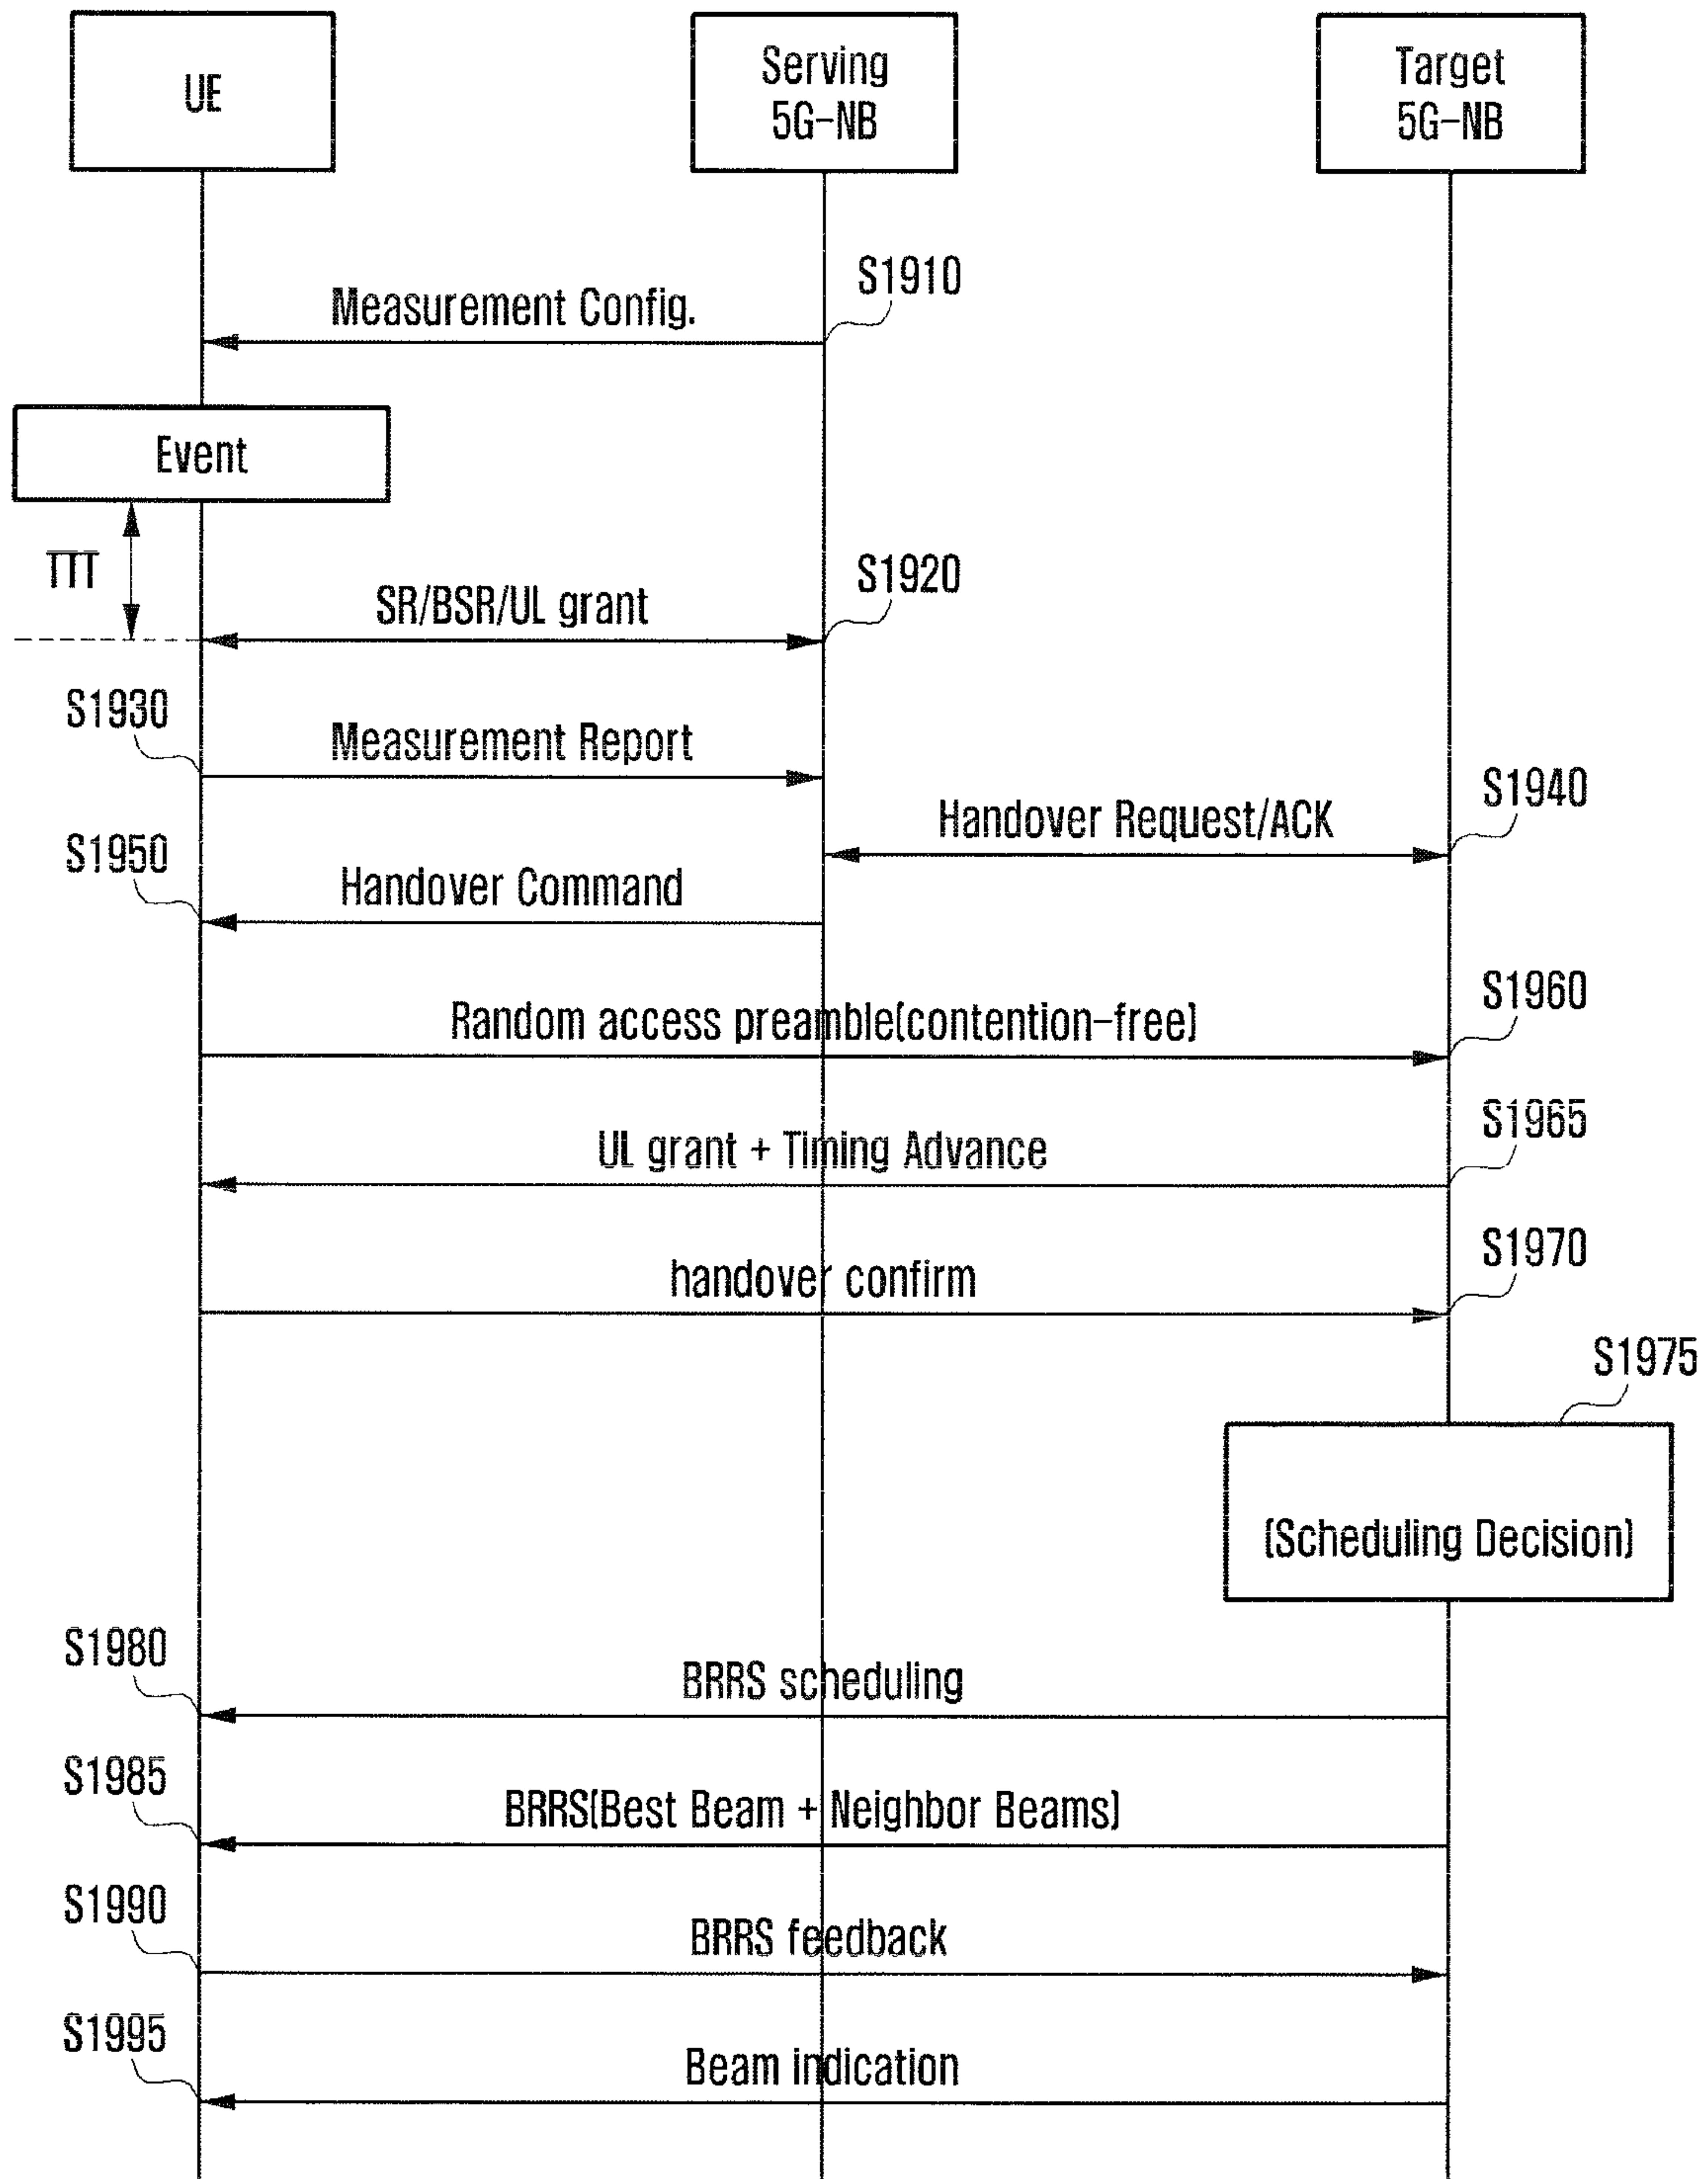 UE
Serving
5G-NB
Target
5G-NB
S1910
Measurement Config.
Event
TTT
S1920
SR/BSR/UL grant
S1930
Measurement Report
S1940
Handover Request/ACK
S1950
Handover Command
S1960
Random access preamble(contention-free)
S1965
UL grant + Timing Advance
S1970
handover confirm
S1975
(Scheduling Decision)
S1980
BRRS scheduling
S1985
BRRS(Best Beam + Neighbor Beams)
S1990
BRRS feedback
S1995
Beam indication